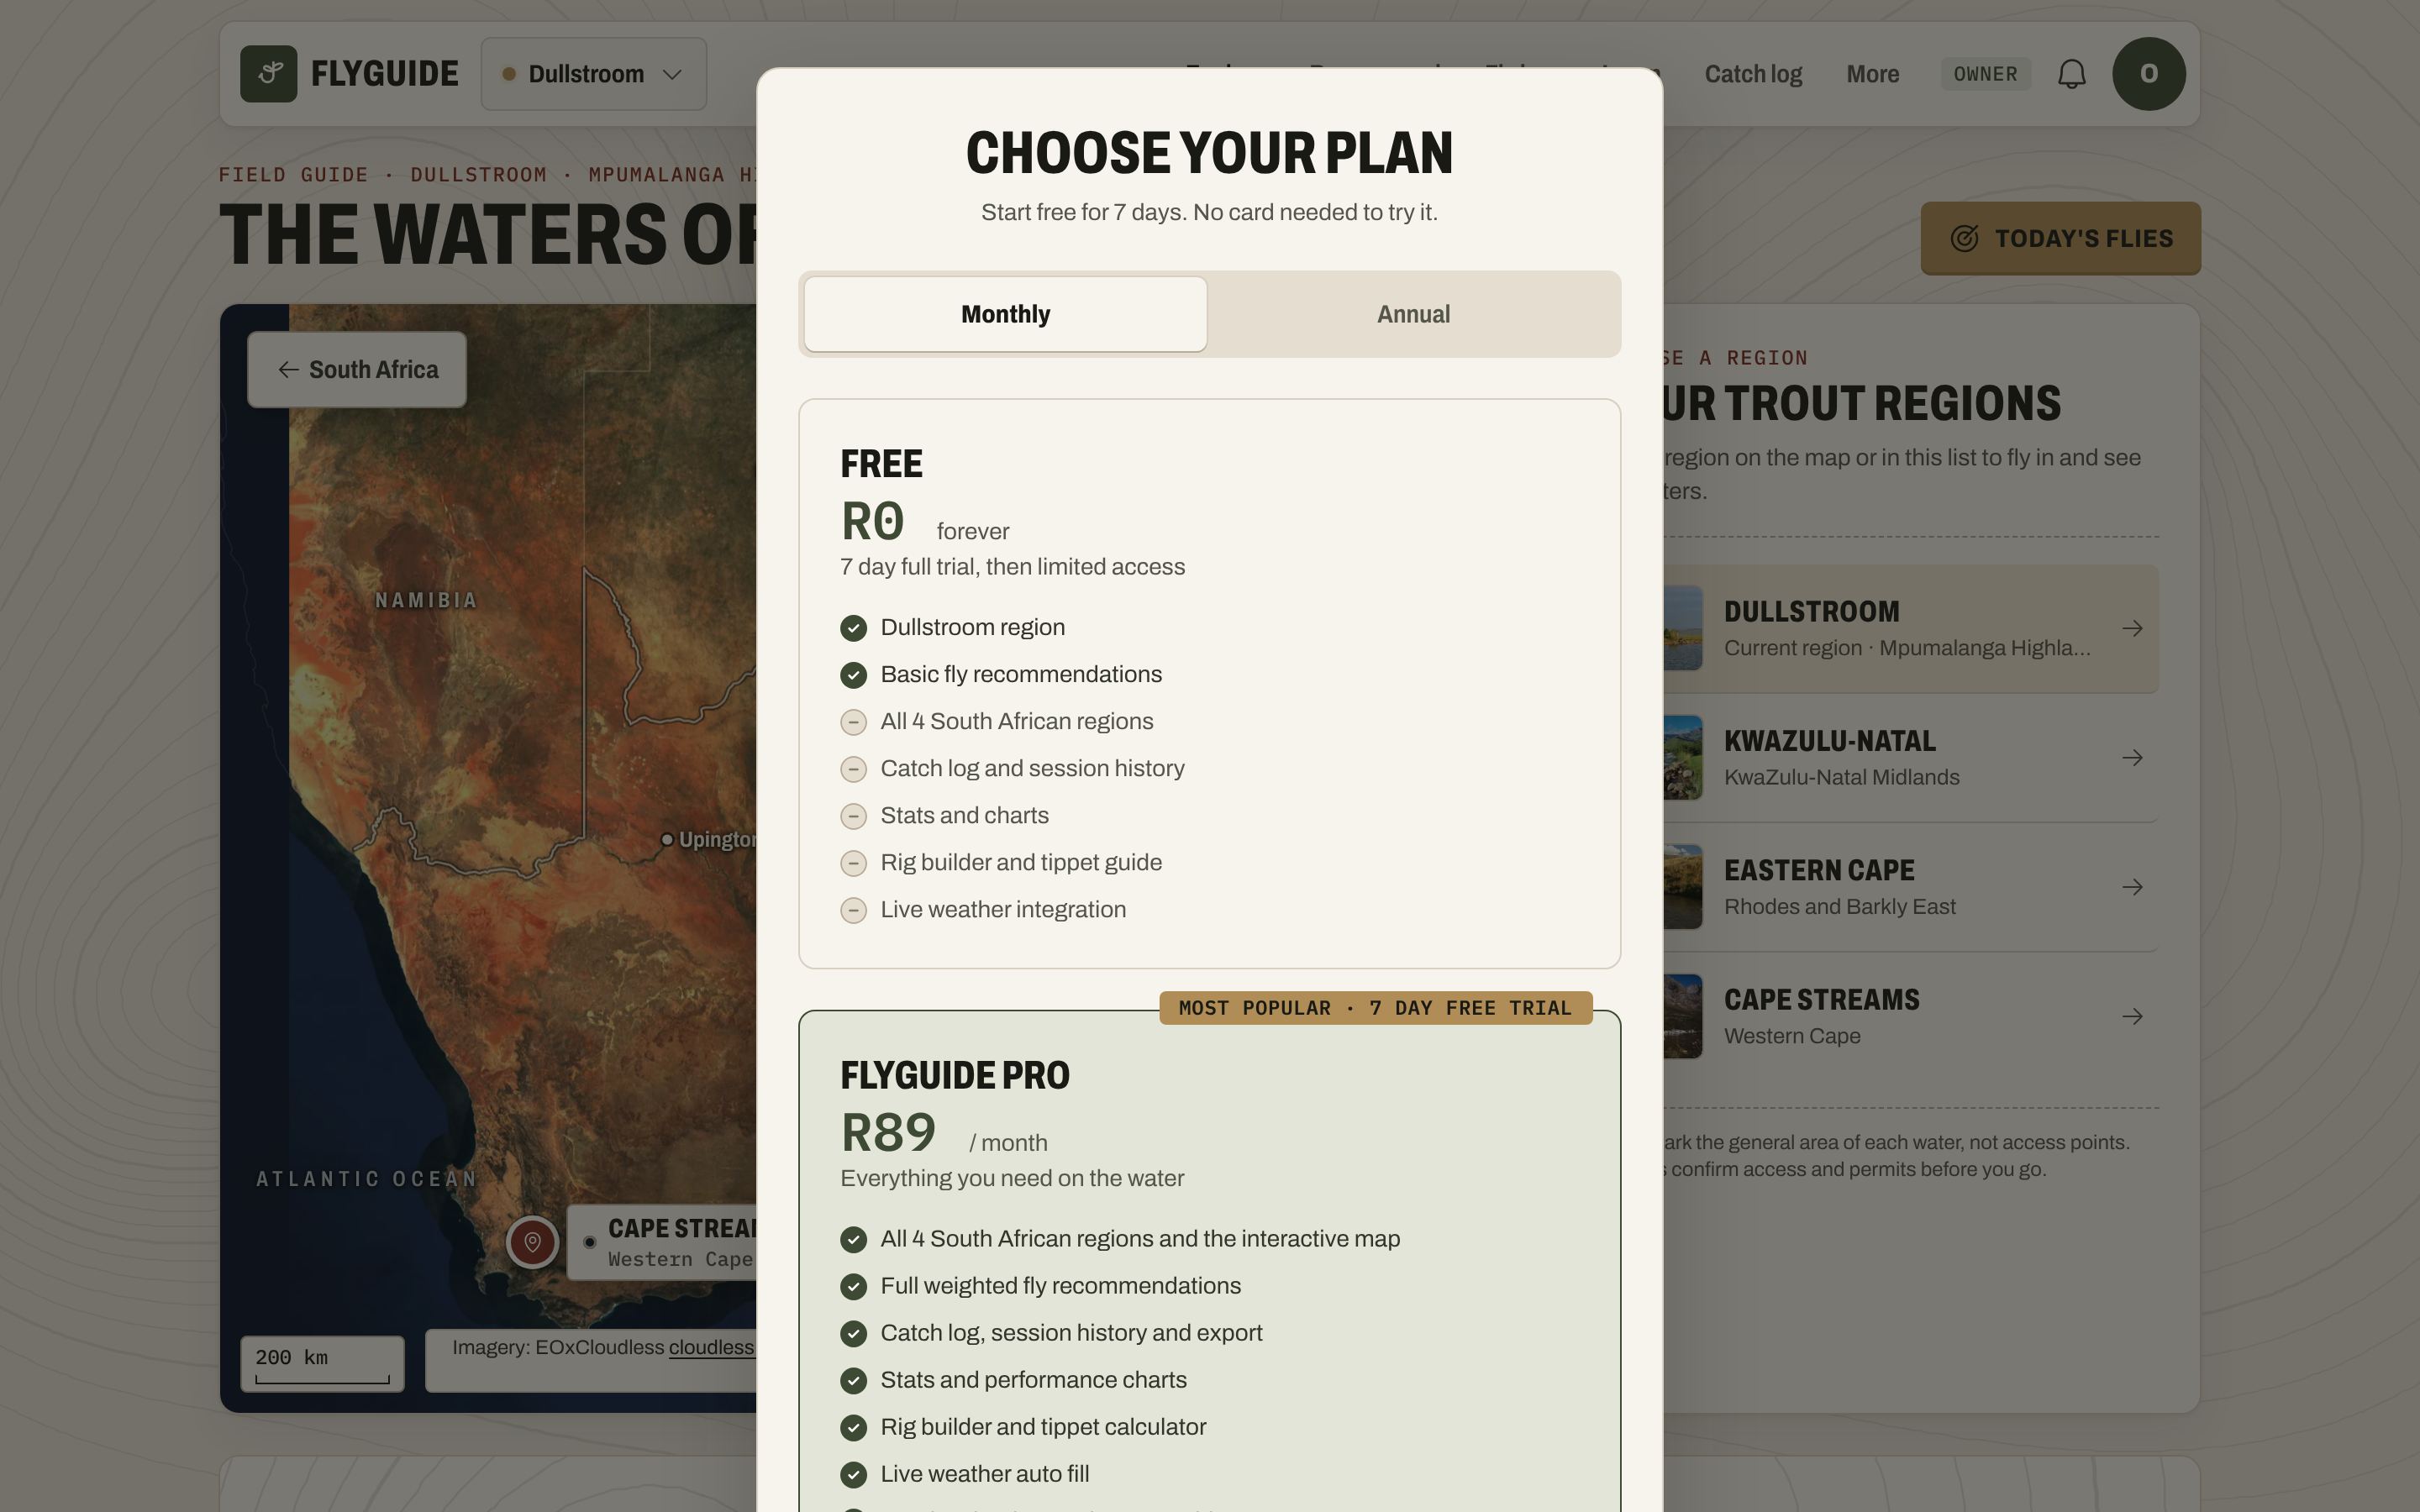 FLYGUIDE
Dullstroom
Catch log
More
OWNER
O
FIELD GUIDE · DULLSTROOM · MPUMALANGA
THE WATERS OF
TODAY'S FLIES
South Africa
NAMIBIA
Upington
ATLANTIC OCEAN
CAPE STREAM
Western Cape
200 km
Imagery: EOxCloudless cloudless
CHOOSE YOUR PLAN
Start free for 7 days. No card needed to try it.
Monthly
Annual
FREE
R0 forever
7 day full trial, then limited access
Dullstroom region
Basic fly recommendations
All 4 South African regions
Catch log and session history
Stats and charts
Rig builder and tippet guide
Live weather integration
MOST POPULAR · 7 DAY FREE TRIAL
FLYGUIDE PRO
R89 / month
Everything you need on the water
All 4 South African regions and the interactive map
Full weighted fly recommendations
Catch log, session history and export
Stats and performance charts
Rig builder and tippet calculator
Live weather auto fill
SE A REGION
UR TROUT REGIONS
region on the map or in this list to fly in and see
ters.
DULLSTROOM
Current region · Mpumalanga Highla...
KWAZULU-NATAL
KwaZulu-Natal Midlands
EASTERN CAPE
Rhodes and Barkly East
CAPE STREAMS
Western Cape
ark the general area of each water, not access points.
s confirm access and permits before you go.